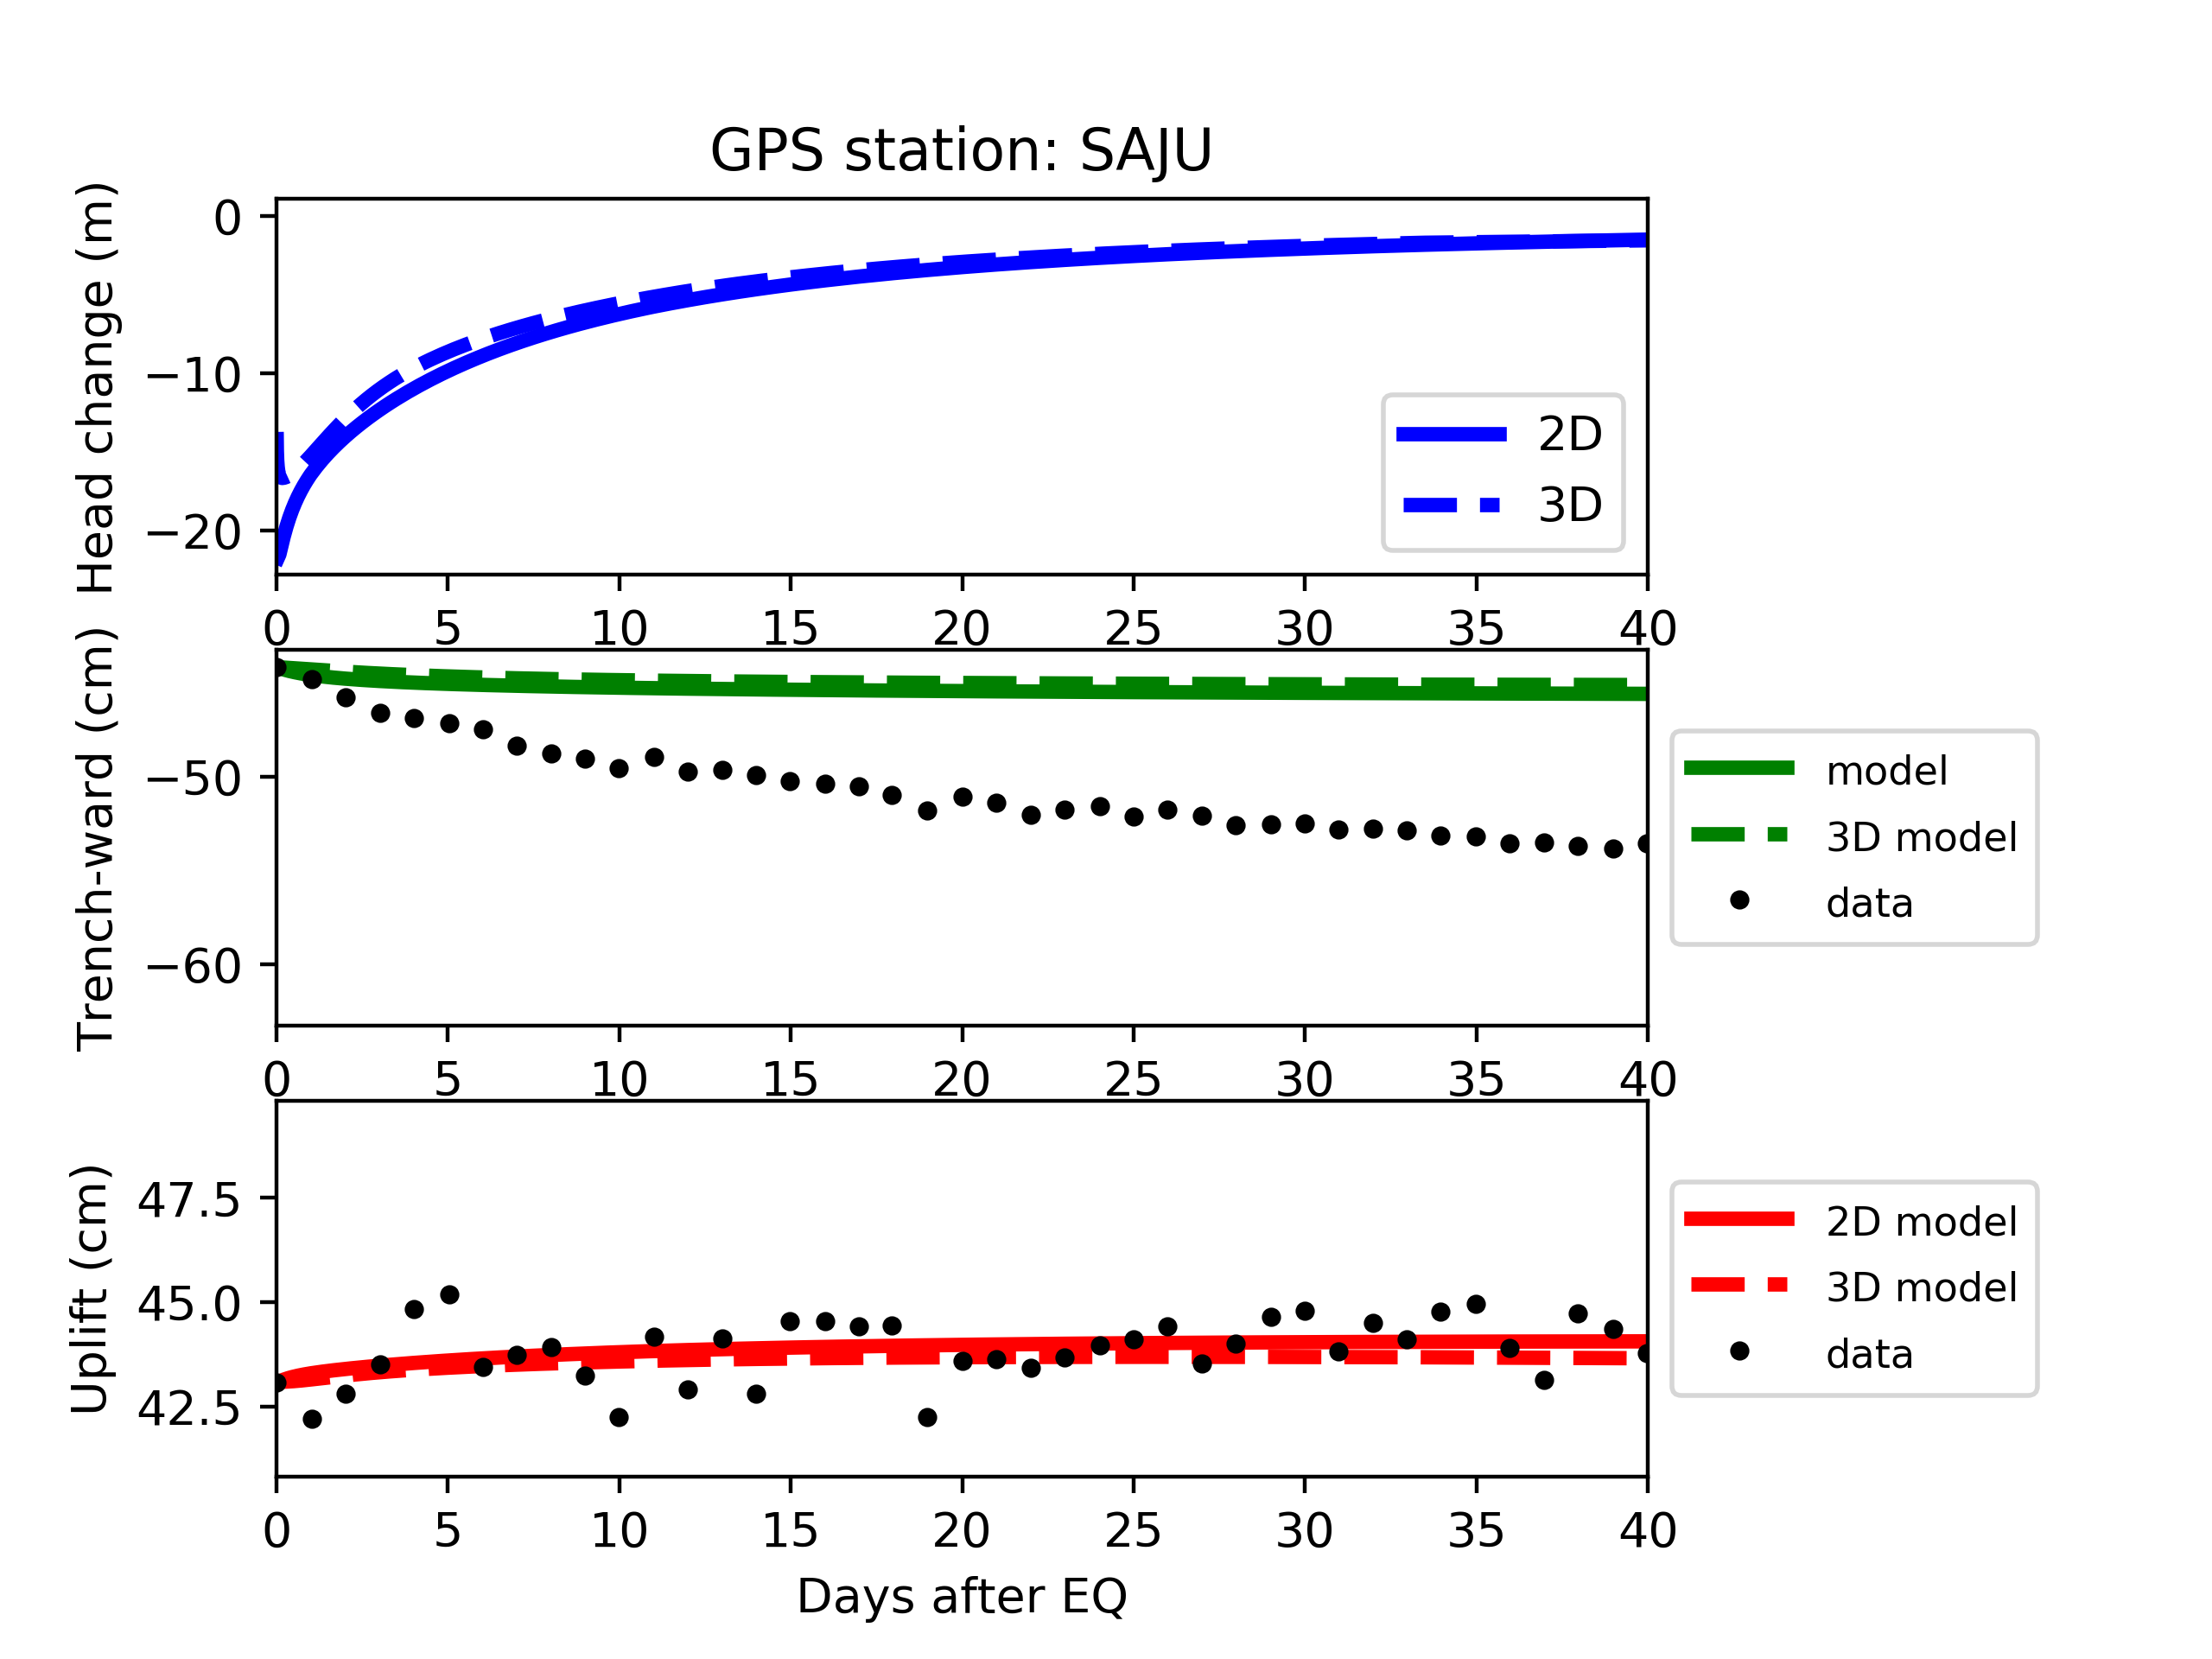 GPS station: SAJU
Head change (m)
0
−10
−20
2D
3D
0 5 10 15 20 25 30 35 40
Trench-ward (cm)
−50
−60
model
3D model
data
0 5 10 15 20 25 30 35 40
Uplift (cm)
47.5
45.0
42.5
2D model
3D model
data
0 5 10 15 20 25 30 35 40
Days after EQ